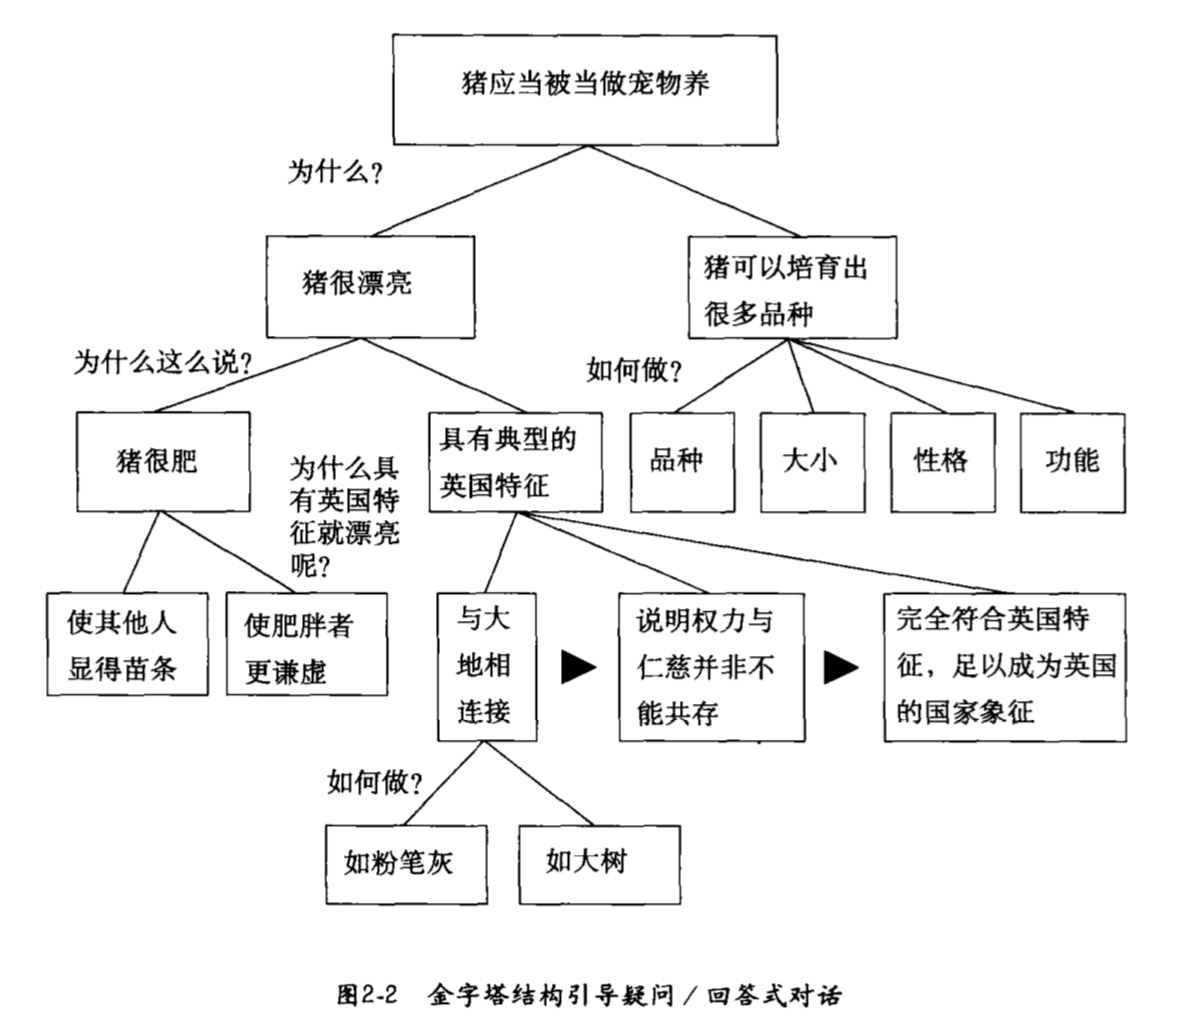 猪应当被当做宠物养
为什么?
猪很漂亮
猪可以培育出
很多品种
为什么这么说?
如何做?
猪很肥
为什么具
有英国特
征就漂亮
呢?
具有典型的
英国特征
品种
大小
性格
功能
使其他人
显得苗条
使肥胖者
更谦虚
与大
地相
连接
说明权力与
仁慈并非不
能共存
完全符合英国特
征，足以成为英国
的国家象征
如何做?
如粉笔灰
如大树
图2-2 金字塔结构引导疑问/回答式对话